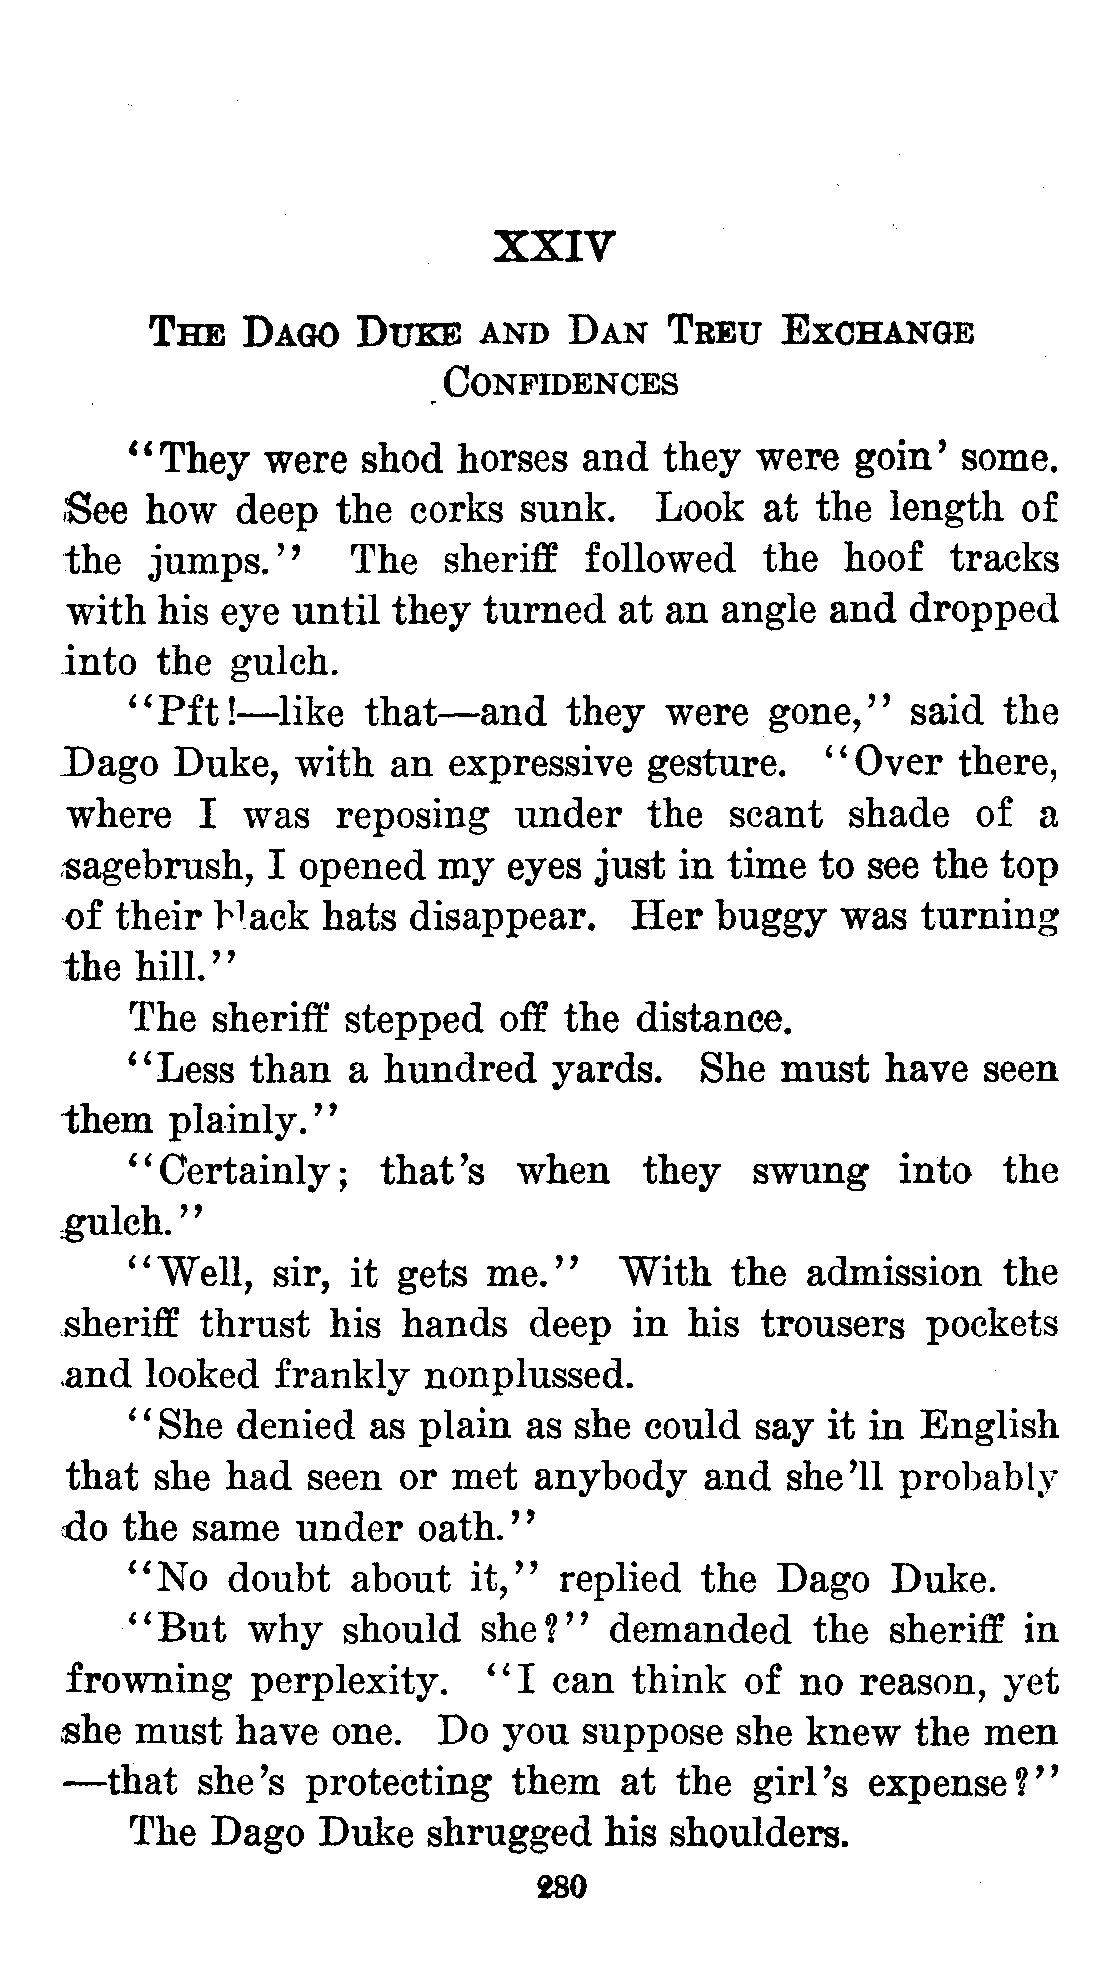 XXIV
The Dago Duke and Dan Treu Exchange
Confidences
"They were shod horses and they were goin' some.
See how deep the corks sunk. Look at the length of
the jumps." The sheriff followed the hoof tracks
with his eye until they turned at an angle and dropped
into the gulch.
"Pft!—like that—and they were gone," said the
Dago Duke, with an expressive gesture. "Over there,
where I was reposing under the scant shade of a
sagebrush, I opened my eyes just in time to see the top
of their black hats disappear. Her buggy was turning
the hill."
The sheriff stepped off the distance.
"Less than a hundred yards. She must have seen
them plainly."
"Certainly; that's when they swung into the
gulch."
"Well, sir, it gets me." With the admission the
sheriff thrust his hands deep in his trousers pockets
and looked frankly nonplussed.
"She denied as plain as she could say it in English
that she had seen or met anybody and she'll probably
do the same under oath."
"No doubt about it," replied the Dago Duke.
"But why should she?" demanded the sheriff in
frowning perplexity. "I can think of no reason, yet
she must have one. Do you suppose she knew the men
—that she's protecting them at the girl's expense?"
The Dago Duke shrugged his shoulders.
280